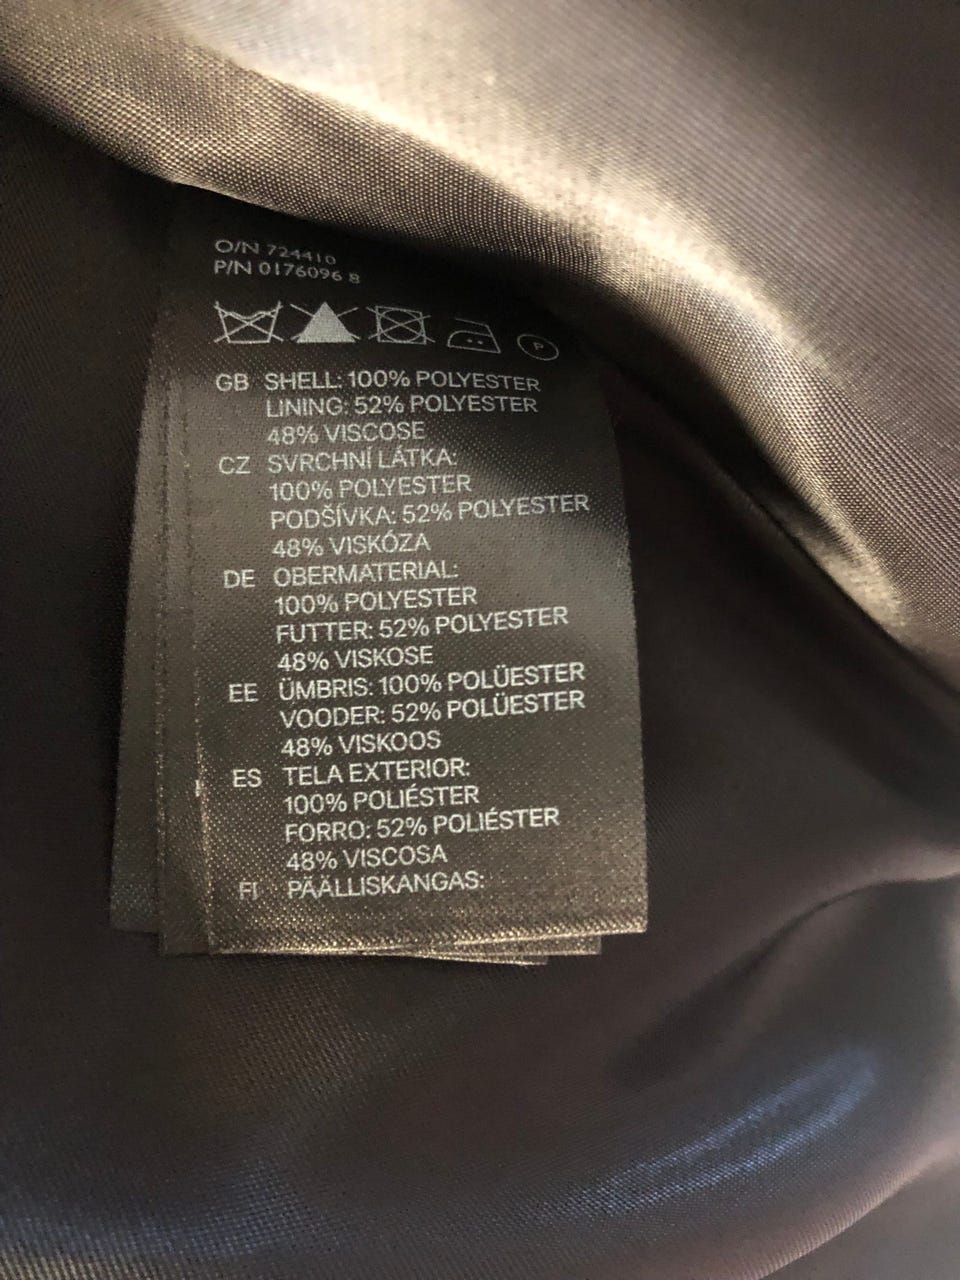 O/N 724410
P/N 0176096 8
P
GB SHELL: 100% POLYESTER
LINING: 52% POLYESTER
48% VISCOSE
CZ SVRCHNÍ LÁTKA:
100% POLYESTER
PODŠÍVKA: 52% POLYESTER
48% VISKÓZA
DE OBERMATERIAL:
100% POLYESTER
FUTTER: 52% POLYESTER
48% VISKOSE
EE ÜMBRIS: 100% POLÜESTER
VOODER: 52% POLÜESTER
48% VISKOOS
ES TELA EXTERIOR:
100% POLIÉSTER
FORRO: 52% POLIÉSTER
48% VISCOSA
FI PÄÄLLISKANGAS: